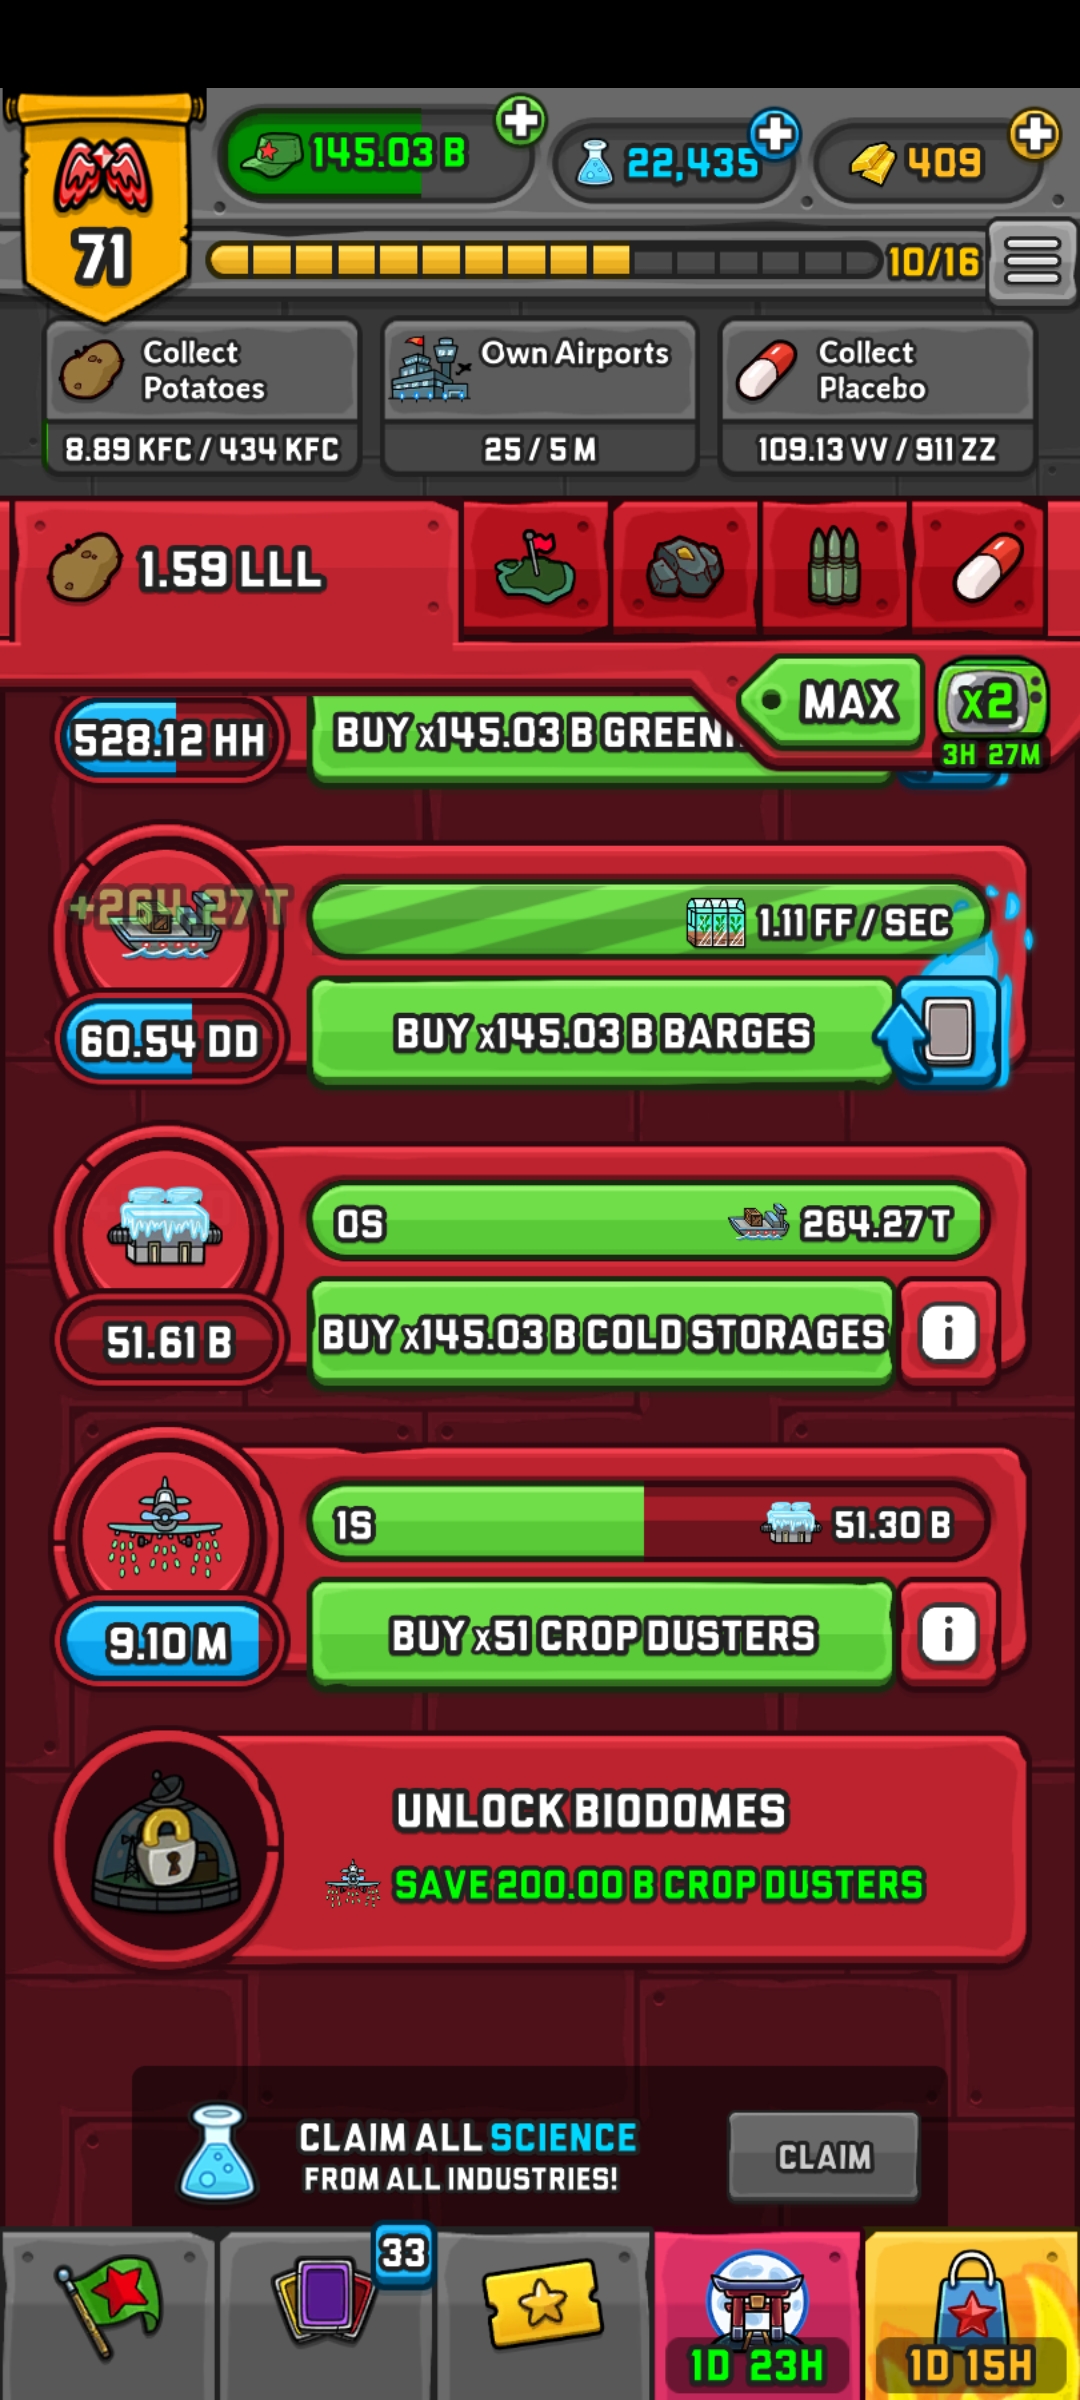 145.03 B
22,435
409
71
10/16
Collect
Potatoes
8.89 KFC / 434 KFC
Own Airports
25 / 5 M
Collect
Placebo
109.13 VV / 911 ZZ
1.59 LLL
MAX
x2
3H 27M
528.12 HH
BUY x145.03 B
+264.27 T
1.11 FF / SEC
60.54 DD
BUY x145.03 B BARGES
0S
264.27 T
51.61 B
BUY x145.03 B COLD STORAGES
i
1S
51.30 B
9.10 M
BUY x51 CROP DUSTERS
i
UNLOCK BIODOMES
SAVE 200.00 B CROP DUSTERS
CLAIM ALL SCIENCE
FROM ALL INDUSTRIES!
CLAIM
33
1D 23H
1D 15H